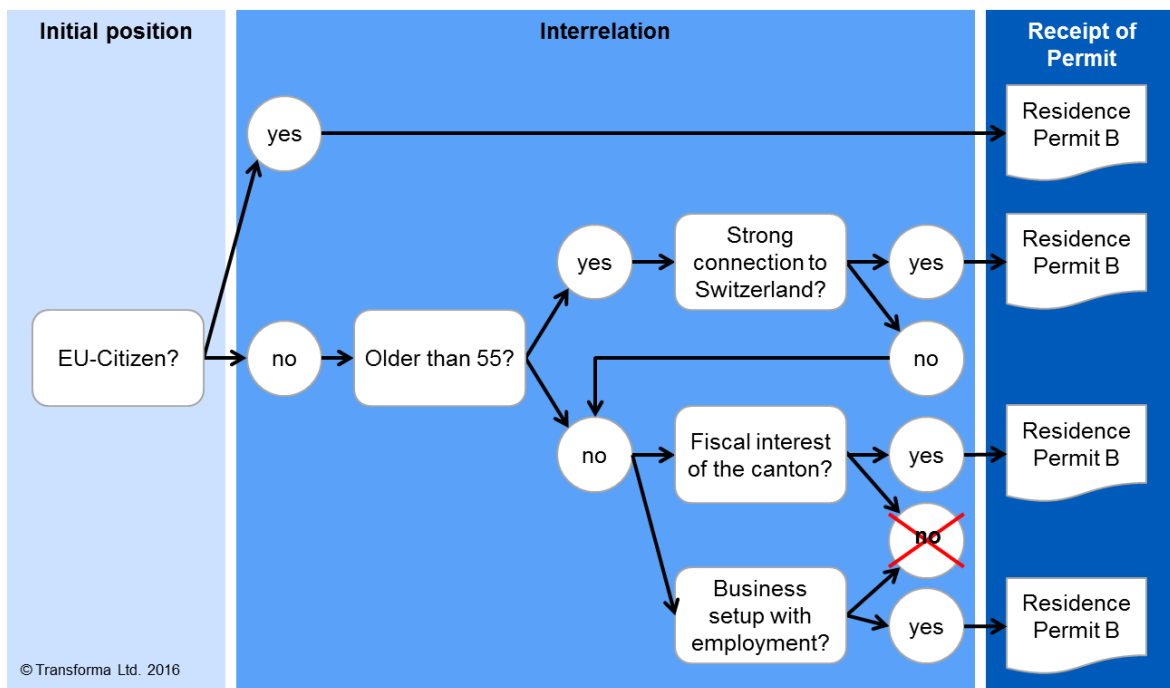 Initial position
Interrelation
Receipt of
Permit
yes
Residence
Permit B
yes
Strong
connection to
Switzerland?
yes
Residence
Permit B
EU-Citizen?
no
Older than 55?
no
no
Fiscal interest
of the canton?
yes
Residence
Permit B
no
Business
setup with
employment?
yes
Residence
Permit B
© Transforma Ltd. 2016